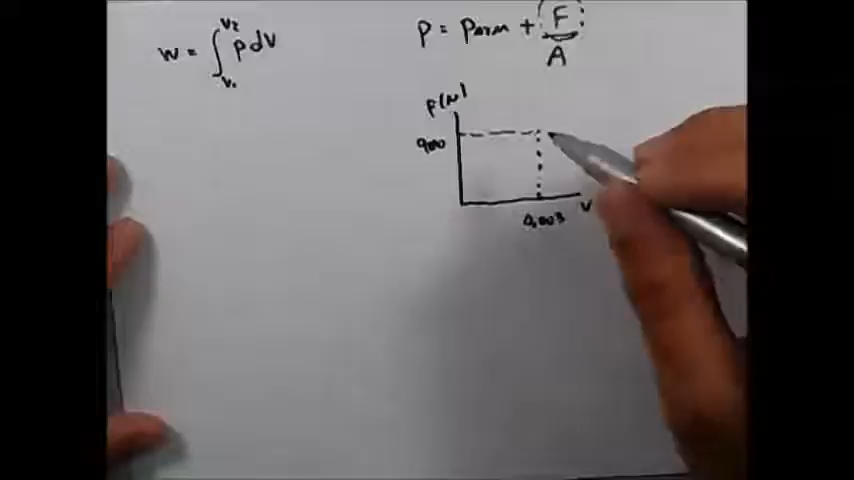 W = ∫ V₁ V₂ p dV
P = PATM + F/A
F(N)
900
0,003
V